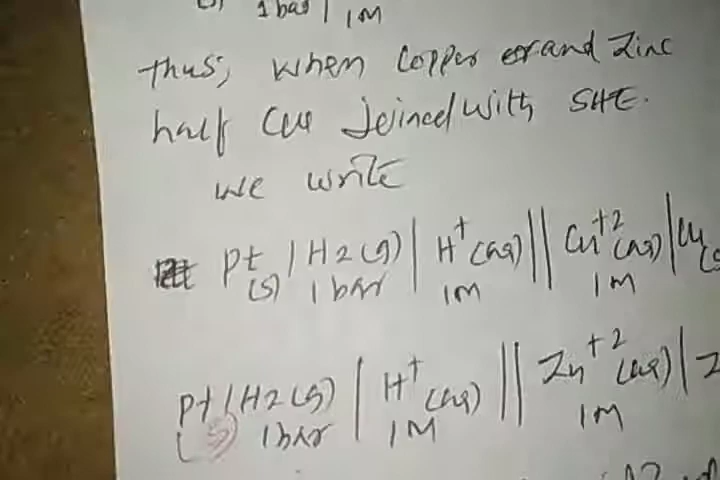 (s) 1 bar | 1M
thus, when Copper and Zinc
half Cell Joined with SHE.
we write
Pt | H2(g) | H+(aq) || Cu+2(aq) | Cu
(s) 1 bar 1M 1M (s
Pt | H2(g) | H+(aq) || Zn+2(aq) | Z
(s) 1 bar 1M 1M